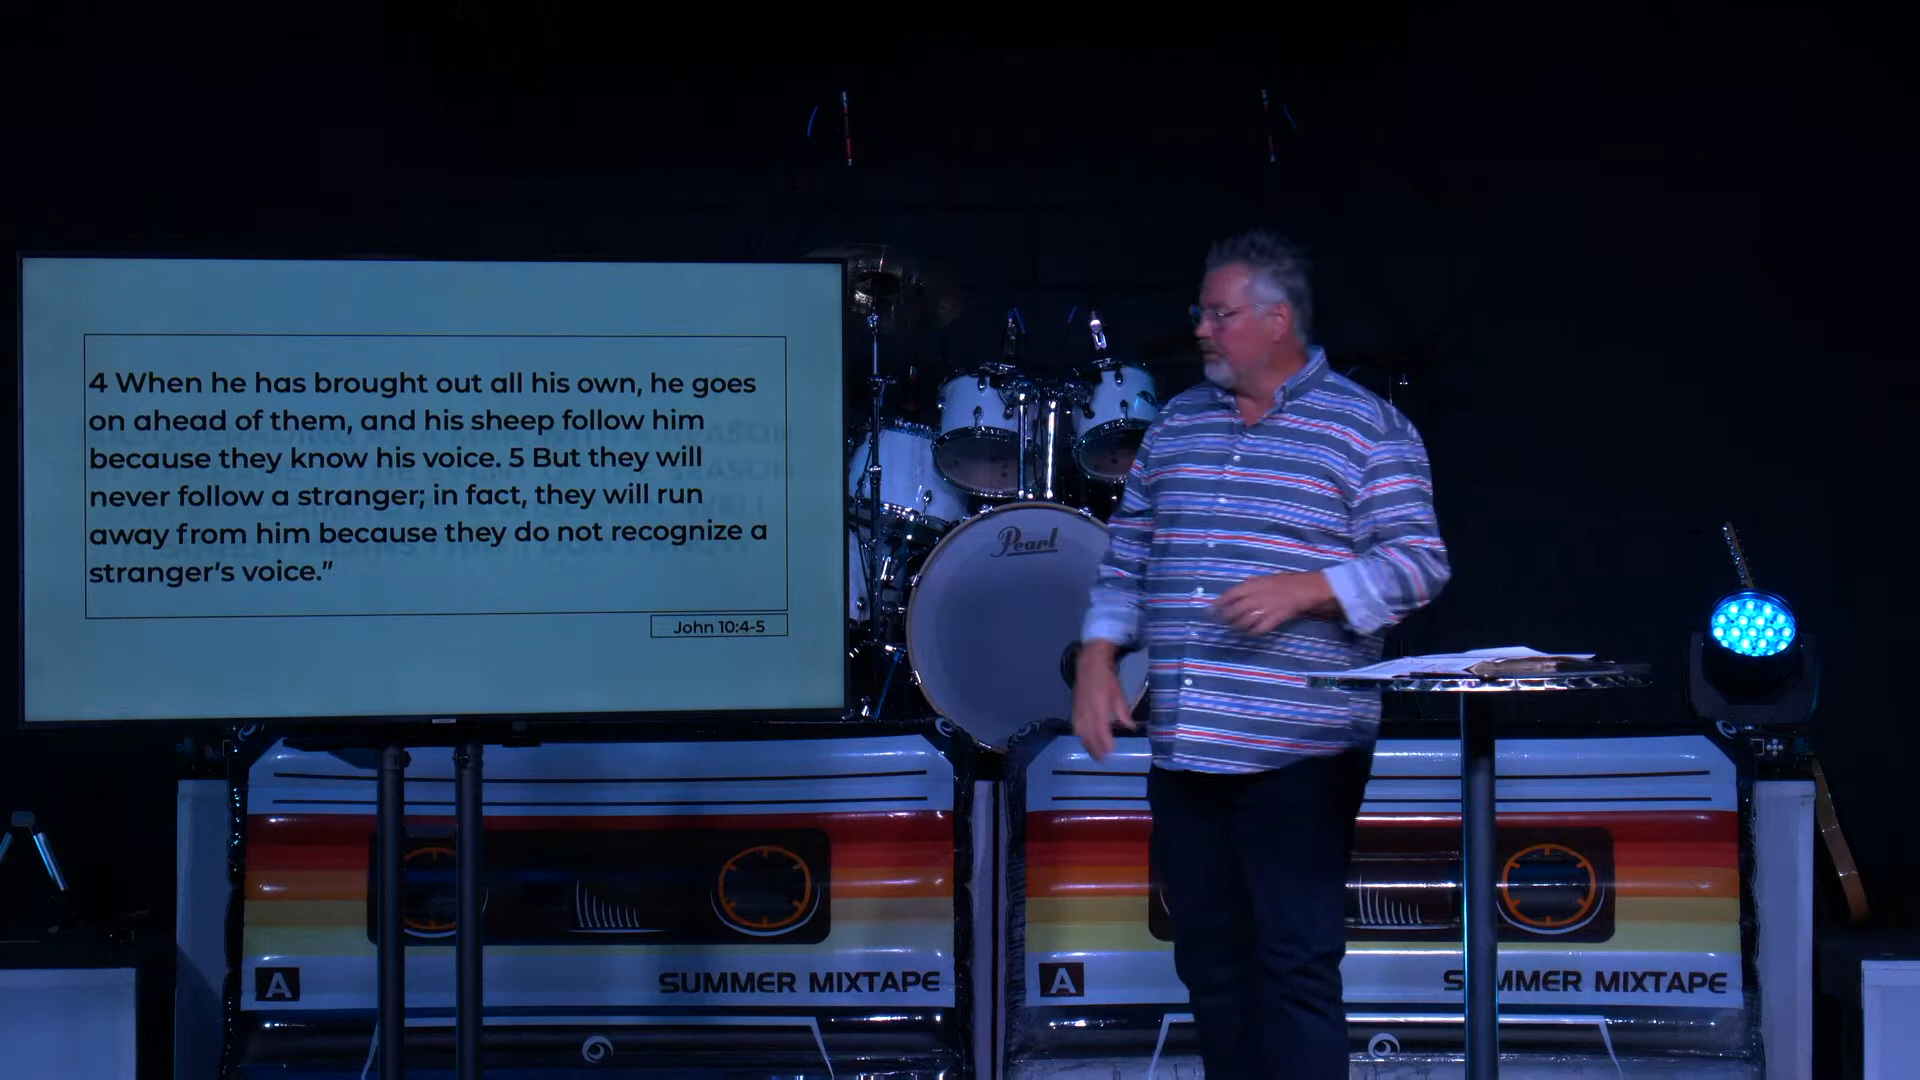 4 When he has brought out all his own, he goes
on ahead of them, and his sheep follow him
because they know his voice. 5 But they will
never follow a stranger; in fact, they will run
away from him because they do not recognize a
stranger’s voice.”
John 10:4-5
Pearl
A
SUMMER MIXTAPE
A
SUMMER MIXTAPE